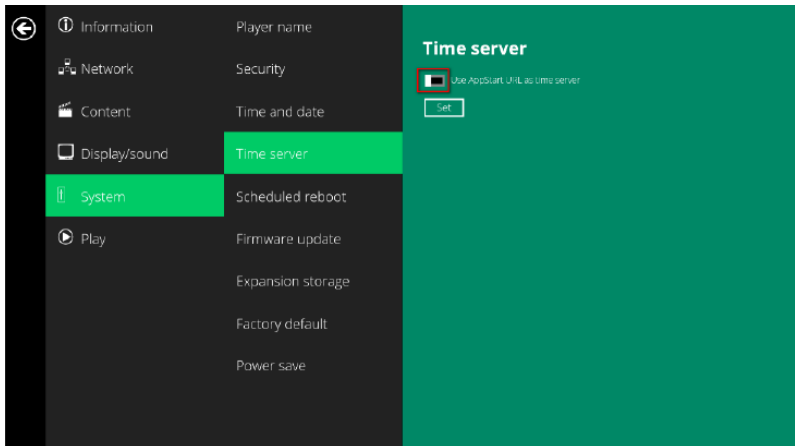 Information
Network
Content
Display/sound
System
Play
Player name
Security
Time and date
Time server
Scheduled reboot
Firmware update
Expansion storage
Factory default
Power save
Time server
Use AppStart URL as time server
Set